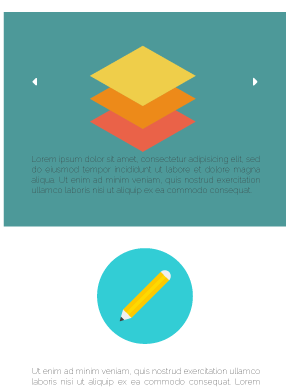 Lorem ipsum dolor sit amet, consectetur adipisicing elit, sed
do eiusmod tempor incididunt ut labore et dolore magna
aliqua. Ut enim ad minim veniam, quis nostrud exercitation
ullamco laboris nisi ut aliquip ex ea commodo consequat.
Ut enim ad minim veniam, quis nostrud exercitation ullamco
laboris nisi ut aliquip ex ea commodo consequat. Lorem